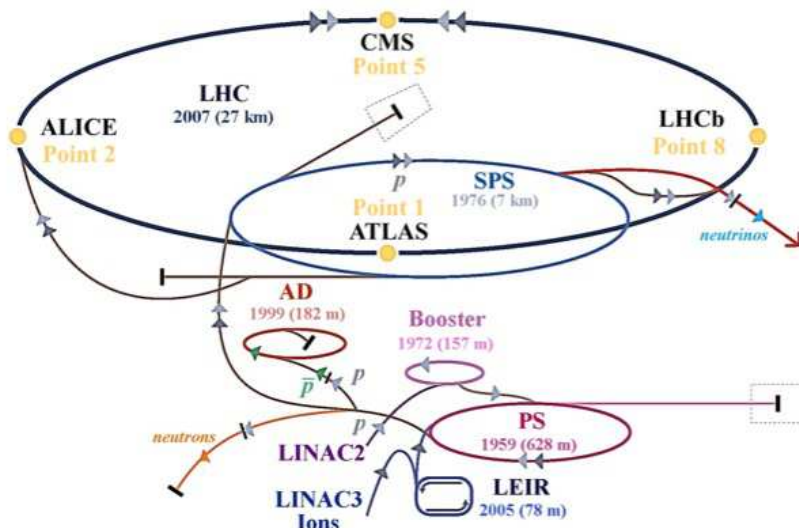 CMS
Point 5
LHC
2007 (27 km)
ALICE
Point 2
LHCb
Point 8
p
SPS
1976 (7 km)
Point 1
ATLAS
neutrinos
AD
1999 (182 m)
Booster
1972 (157 m)
p̅
p
p
neutrons
LINAC2
PS
1959 (628 m)
LINAC3
Ions
LEIR
2005 (78 m)